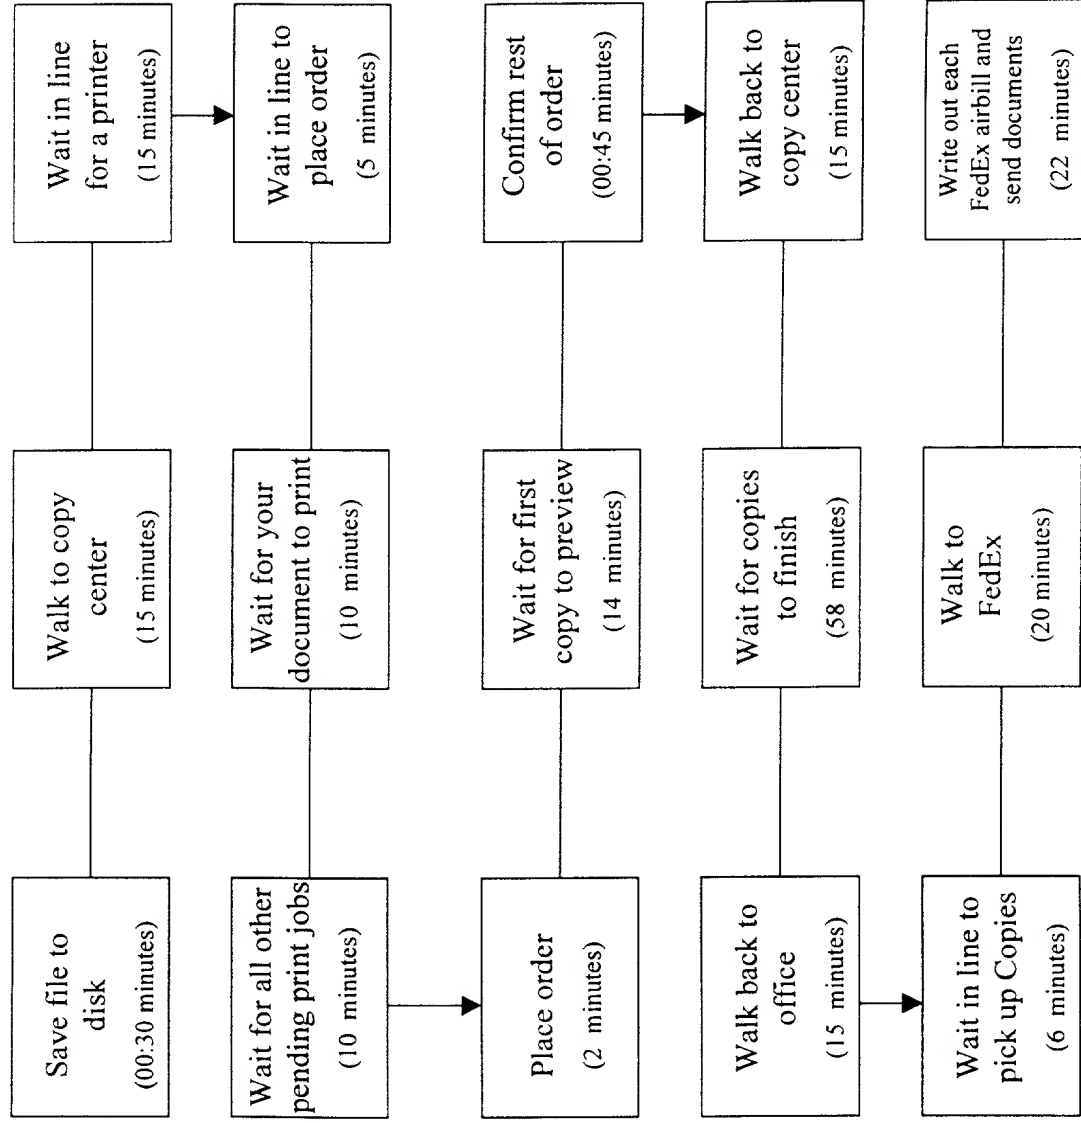 Save file to
disk
(00:30 minutes)
Walk to copy
center
(15 minutes)
Wait in line
for a printer
(15 minutes)
Wait for all other
pending print jobs
(10 minutes)
Wait for your
document to print
(10 minutes)
Wait in line to
place order
(5 minutes)
Place order
(2 minutes)
Wait for first
copy to preview
(14 minutes)
Confirm rest
of order
(00:45 minutes)
Walk back to
office
(15 minutes)
Wait for copies
to finish
(58 minutes)
Walk back to
copy center
(15 minutes)
Wait in line to
pick up Copies
(6 minutes)
Walk to
FedEx
(20 minutes)
Write out each
FedEx airbill and
send documents
(22 minutes)